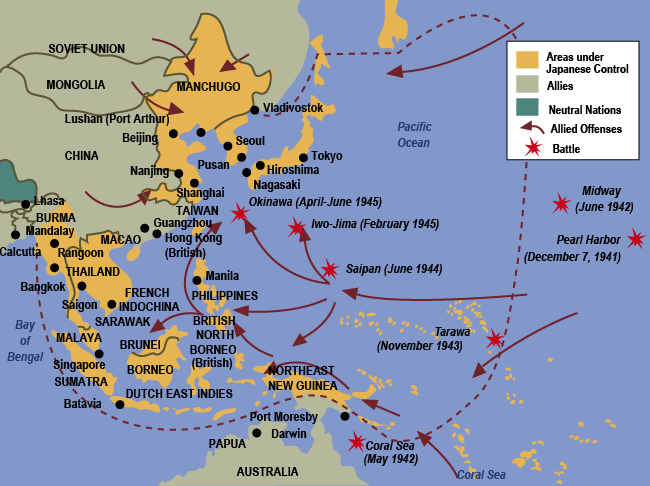 SOVIET UNION
MONGOLIA
MANCHUGO
Lushan (Port Arthur)
Vladivostok
Beijing
Seoul
CHINA
Pusan
Tokyo
Nanjing
Hiroshima
Nagasaki
Shanghai
Pacific
Ocean
Areas under
Japanese Control
Allies
Neutral Nations
Allied Offenses
Battle
Lhasa
BURMA
Mandalay
Calcutta
Rangoon
TAIWAN
Guangzhou
MACAO
Hong Kong
(British)
Okinawa (April-June 1945)
Iwo-Jima (February 1945)
Midway
(June 1942)
Pearl Harbor
(December 7, 1941)
Saipan (June 1944)
THAILAND
Bangkok
Manila
FRENCH
INDOCHINA
PHILIPPINES
Saigon
SARAWAK
BRITISH
NORTH
BORNEO
(British)
Bay
of
Bengal
MALAYA
BRUNEI
Tarawa
(November 1943)
Singapore
BORNEO
SUMATRA
NORTHEAST
NEW GUINEA
DUTCH EAST INDIES
Batavia
Port Moresby
Darwin
PAPUA
Coral Sea
(May 1942)
AUSTRALIA
Coral Sea